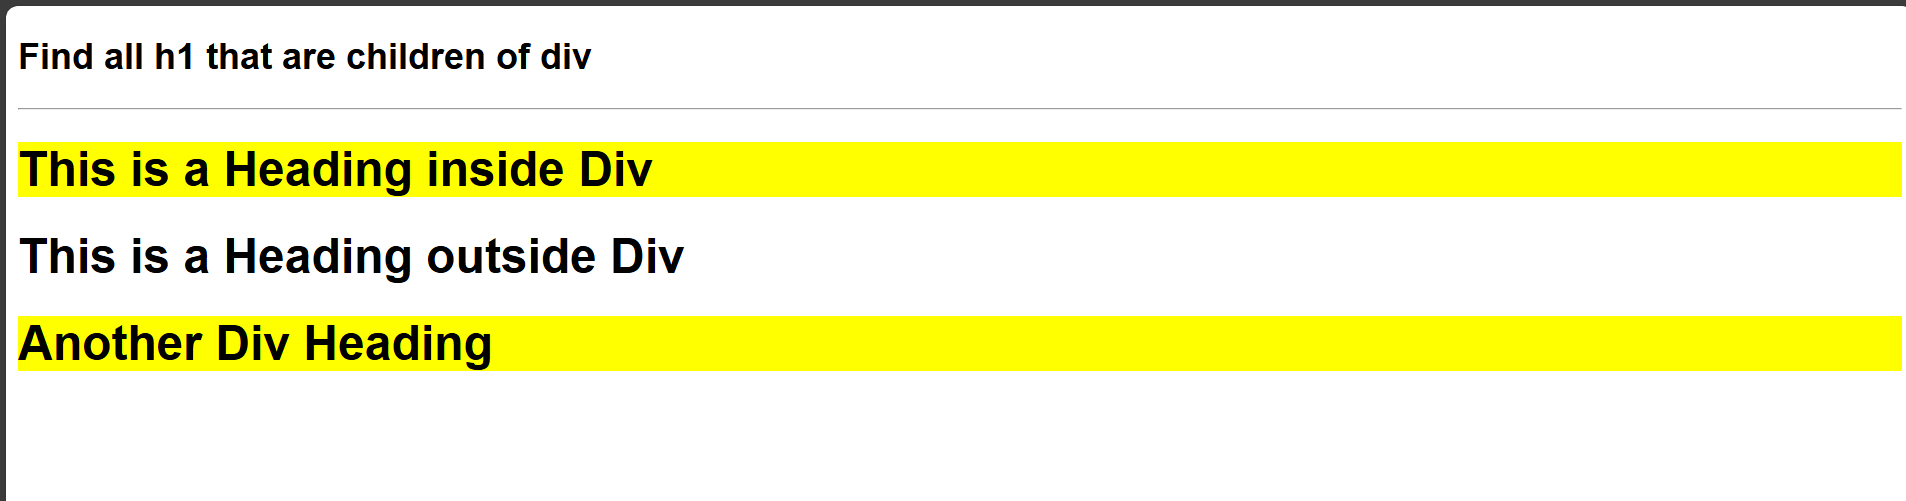 Find all h1 that are children of div
This is a Heading inside Div
This is a Heading outside Div
Another Div Heading